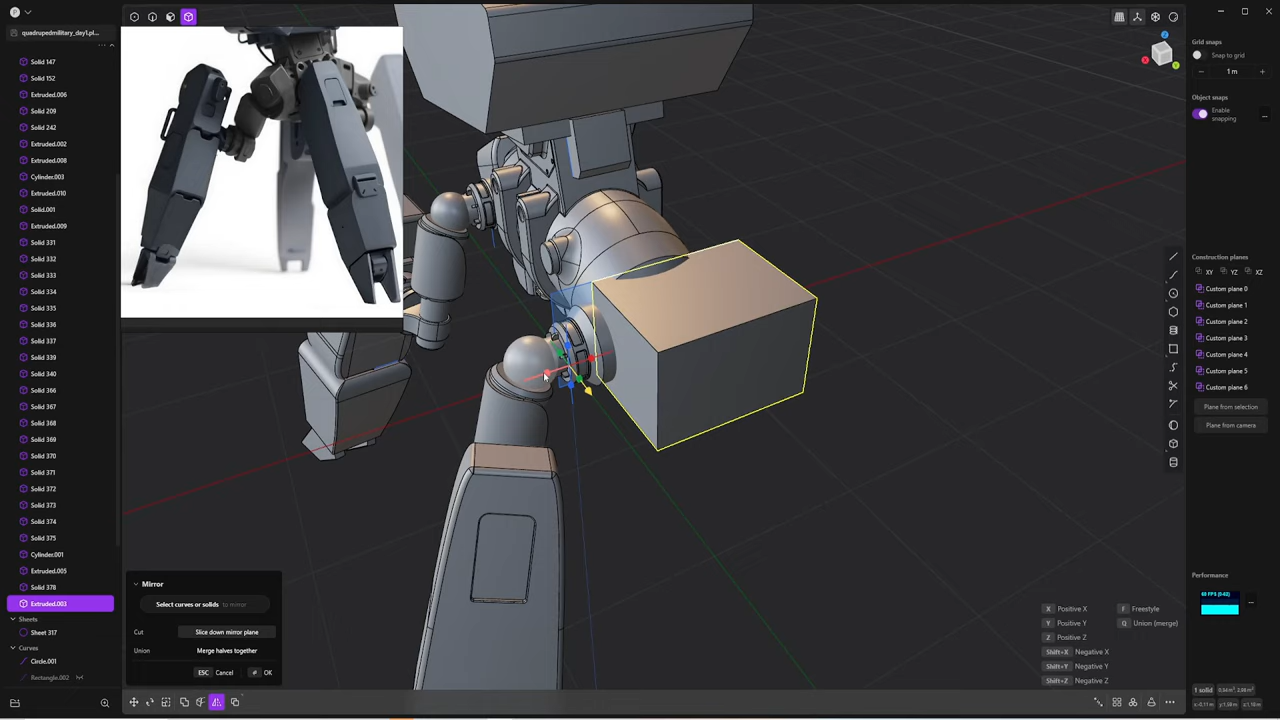 P
quadrupedmilitary_day1.pl...
Solid 147
Solid 152
Extruded.006
Solid 209
Solid 242
Extruded.002
Extruded.008
Cylinder.003
Extruded.010
Solid.001
Extruded.009
Solid 331
Solid 332
Solid 333
Solid 334
Solid 335
Solid 336
Solid 337
Solid 339
Solid 340
Solid 366
Solid 367
Solid 368
Solid 369
Solid 370
Solid 371
Solid 372
Solid 373
Solid 374
Solid 375
Cylinder.001
Extruded.005
Solid 378
Extruded.003
Sheets
Sheet 317
Curves
Circle.001
Rectangle.002
Mirror
Select curves or solids to mirror
Cut Slice down mirror plane
Union Merge halves together
ESC Cancel OK
X Positive X F Freestyle
Y Positive Y Q Union (merge)
Z Positive Z
Shift+X Negative X
Shift+Y Negative Y
Shift+Z Negative Z
Z
X
Y
Grid snaps
Snap to grid
1 m
Object snaps
Enable
snapping
Construction planes
XY YZ XZ
Custom plane 0
Custom plane 1
Custom plane 2
Custom plane 3
Custom plane 4
Custom plane 5
Custom plane 6
Plane from selection
Plane from camera
Performance
1 solid